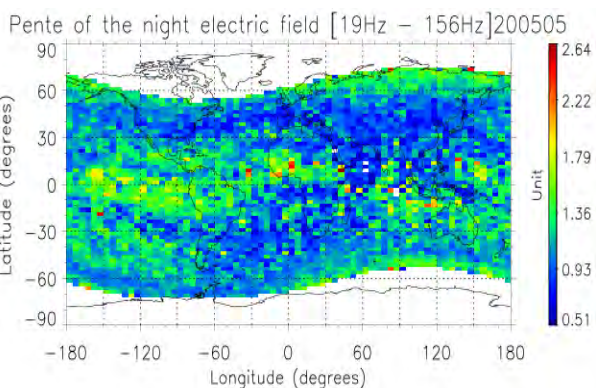 Pente of the night electric field [19Hz – 156Hz]200505
90
60
30
0
−30
−60
−90
Latitude (degrees)
−180 −120 −60 0 60 120 180
Longitude (degrees)
2.64
2.22
1.79
1.36
0.93
0.51
Unit